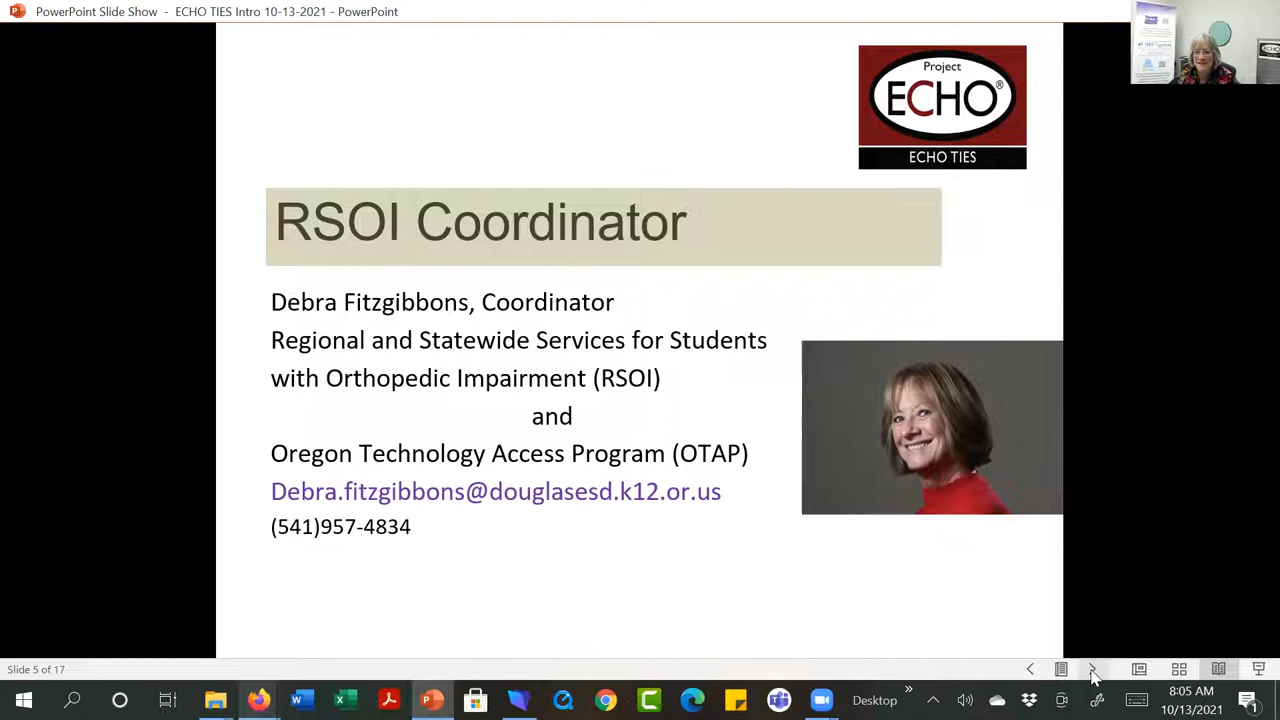 PowerPoint Slide Show - ECHO TIES Intro 10-13-2021 - PowerPoint
Project
ECHO®
ECHO TIES
RSOI Coordinator
Debra Fitzgibbons, Coordinator
Regional and Statewide Services for Students
with Orthopedic Impairment (RSOI)
and
Oregon Technology Access Program (OTAP)
Debra.fitzgibbons@douglasesd.k12.or.us
(541)957-4834
Slide 5 of 17
Desktop
8:05 AM
10/13/2021